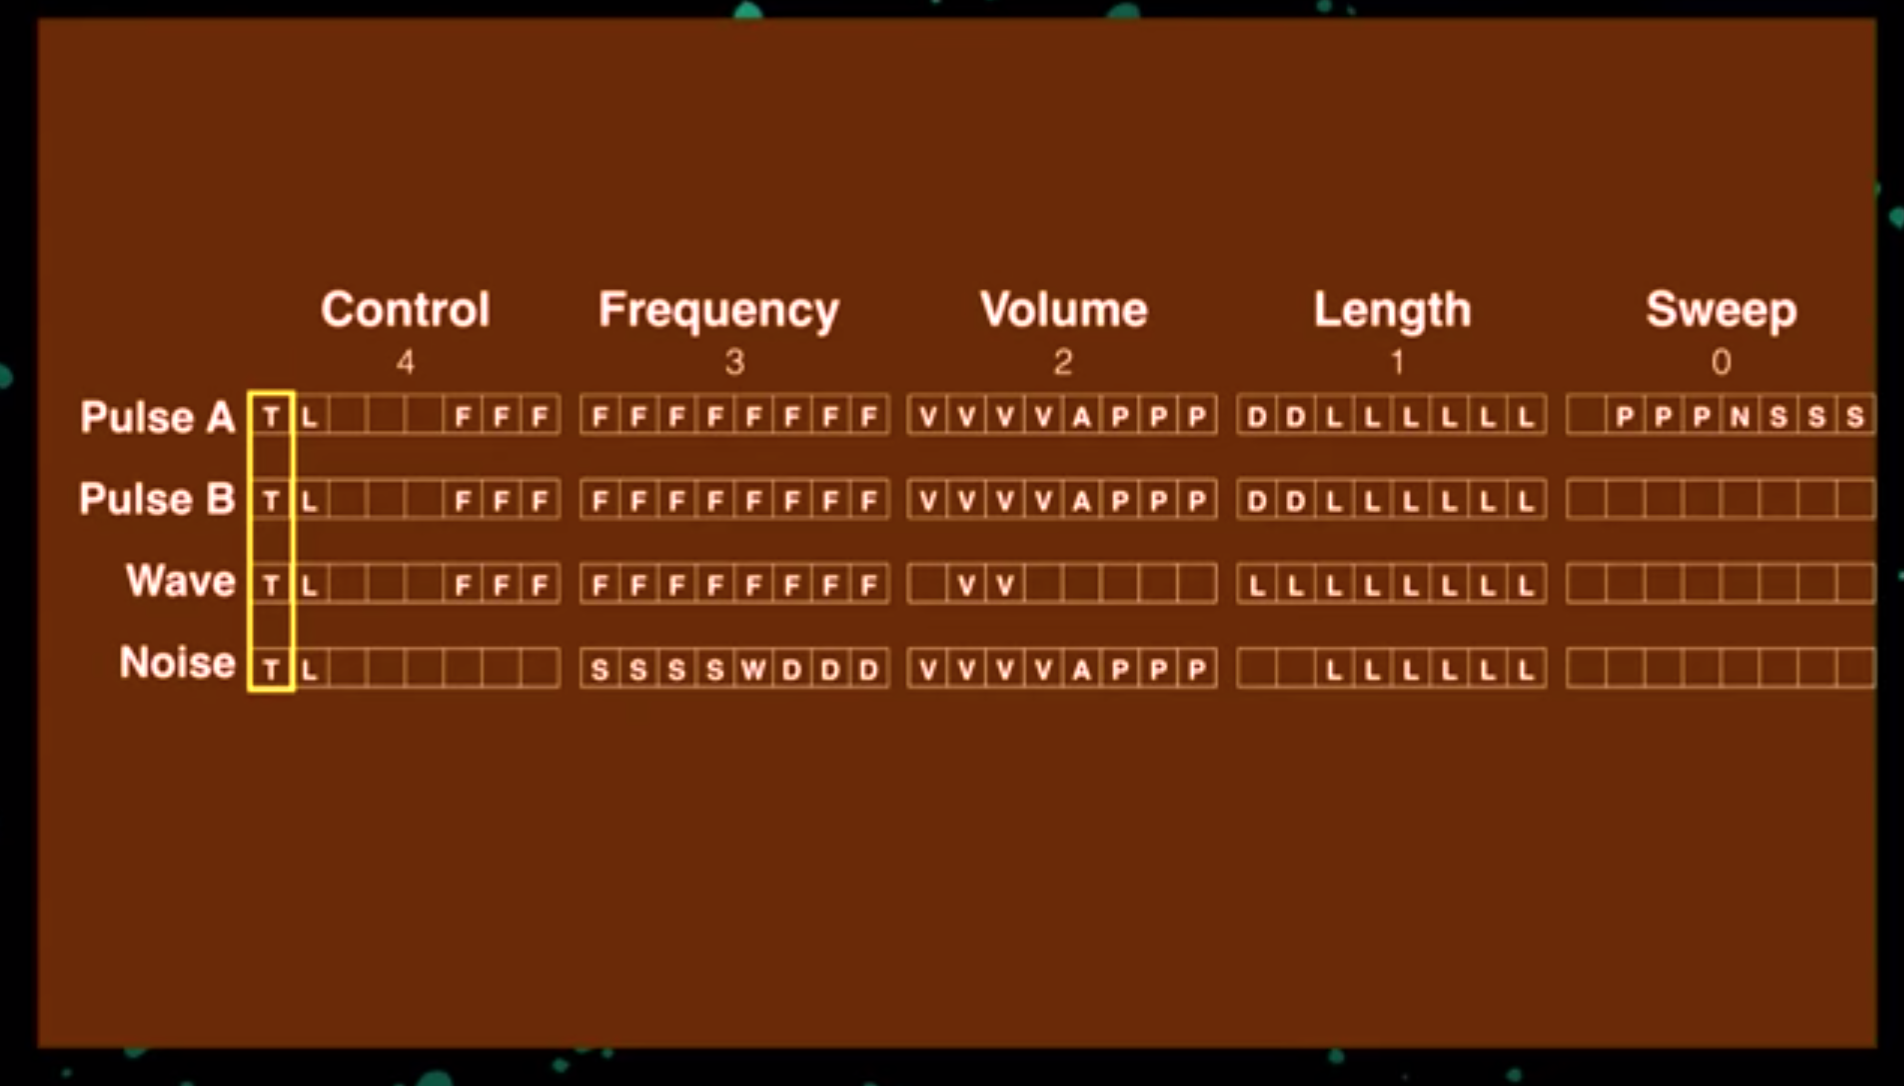 Control Frequency Volume Length Sweep
4 3 2 1 0
Pulse A T L F F F F F F F F F F F V V V V A P P P D D L L L L L L P P P N S S S
Pulse B T L F F F F F F F F F F F V V V V A P P P D D L L L L L L
Wave T L F F F F F F F F F F F V V L L L L L L L L
Noise T L S S S S W D D D V V V V A P P P L L L L L L